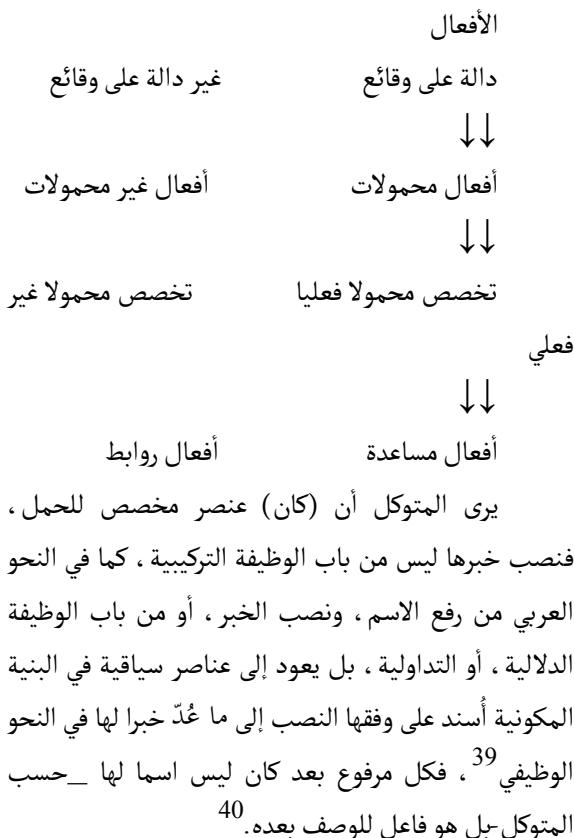 الأفعال
دالة على وقائع غير دالة على وقائع
↓↓
أفعال محمولات أفعال غير محمولات
↓↓
تخصص محمولا فعليا تخصص محمولا غير
فعلي
↓↓
أفعال مساعدة أفعال روابط
يرى المتوكل أن (كان) عنصر مخصص للحمل ،
فنصب خبرها ليس من باب الوظيفة التركيبية ، كما في النحو
العربي من رفع الاسم ، ونصب الخبر ، أو من باب الوظيفة
الدلالية ، أو التداولية ، بل يعود إلى عناصر سياقية في البنية
المكونية أُسند على وفقها النصب إلى ما عُدّ خبرا لها في النحو
الوظيفي39 ، فكل مرفوع بعد كان ليس اسما لها _حسب
المتوكل-بل هو فاعل للوصف بعده.40